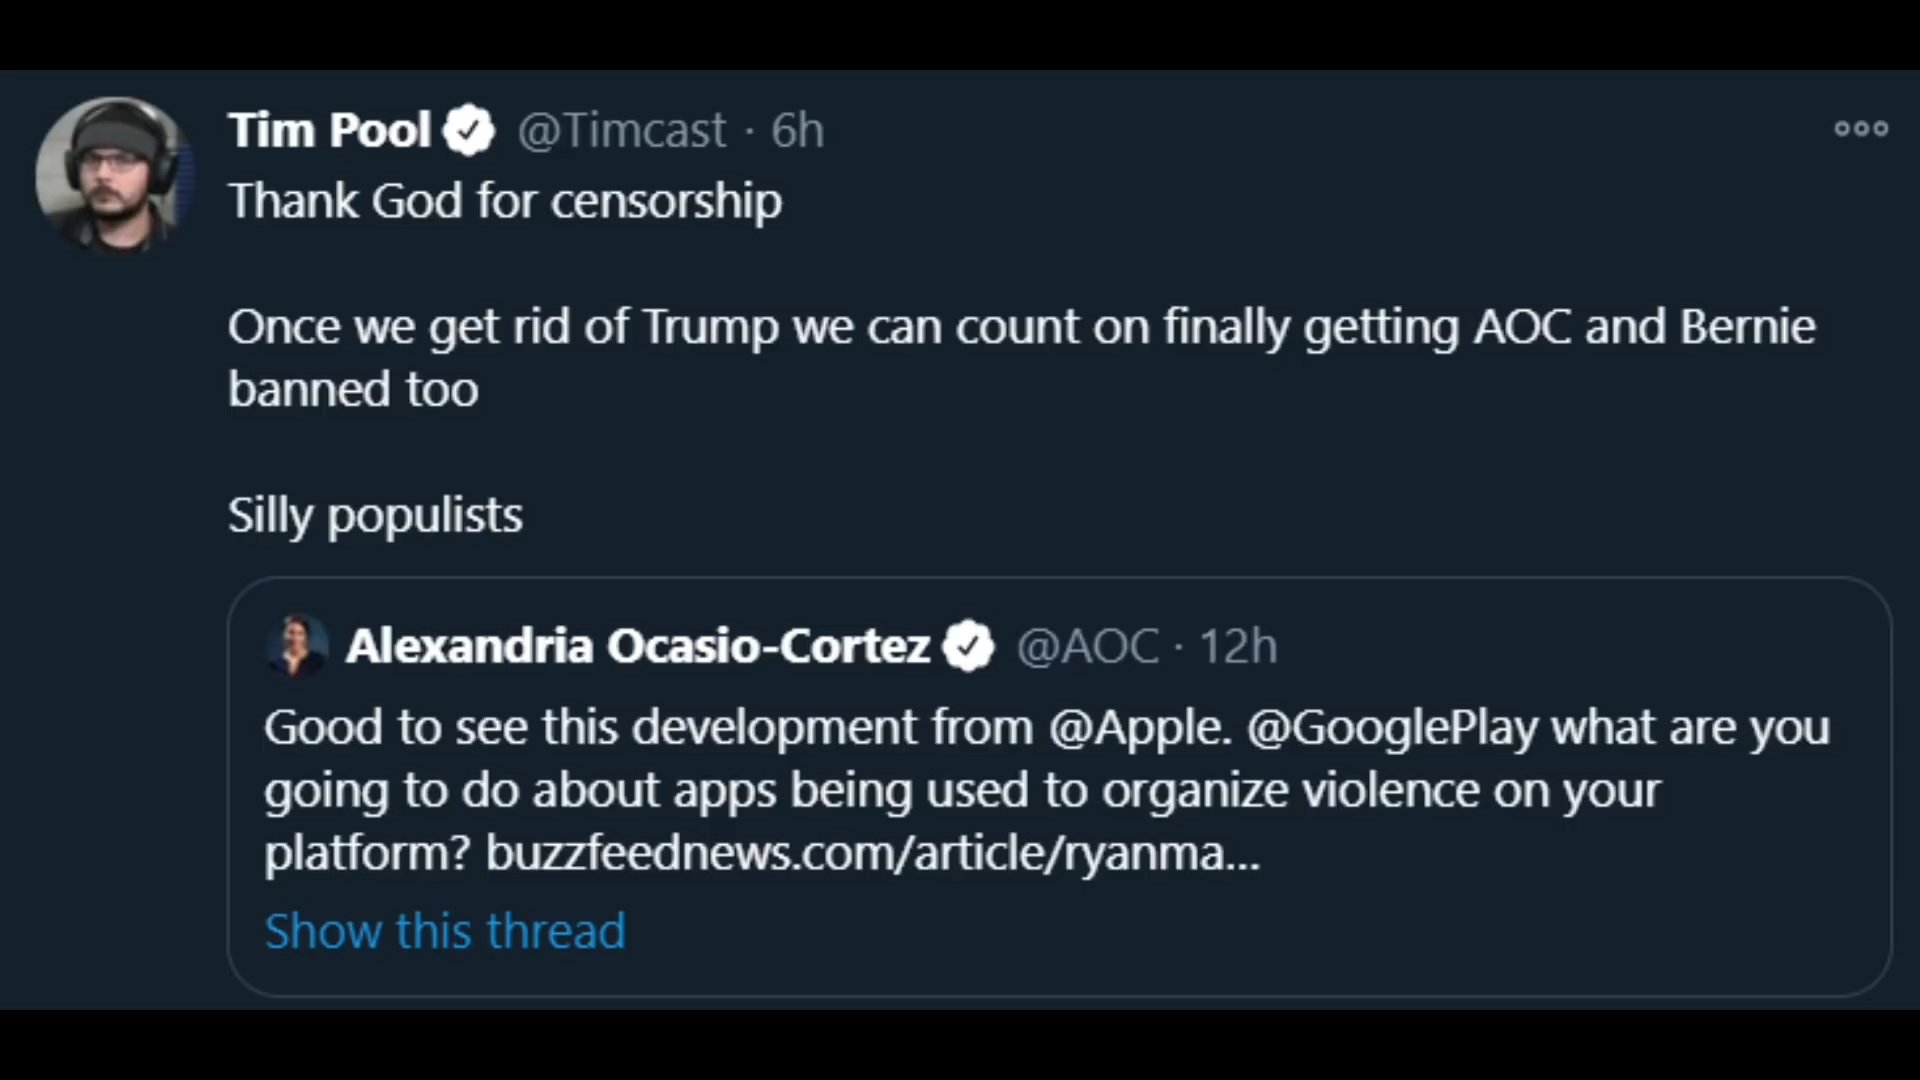 Tim Pool @Timcast · 6h
Thank God for censorship
Once we get rid of Trump we can count on finally getting AOC and Bernie
banned too
Silly populists
Alexandria Ocasio-Cortez @AOC · 12h
Good to see this development from @Apple. @GooglePlay what are you
going to do about apps being used to organize violence on your
platform? buzzfeednews.com/article/ryanma...
Show this thread